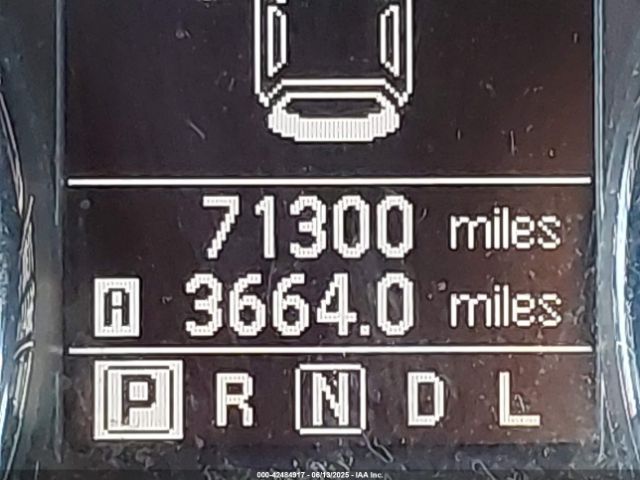 71300 miles
A 3664.0 miles
P R N D L
000-42484917 - 06/13/2025 - IAA Inc.